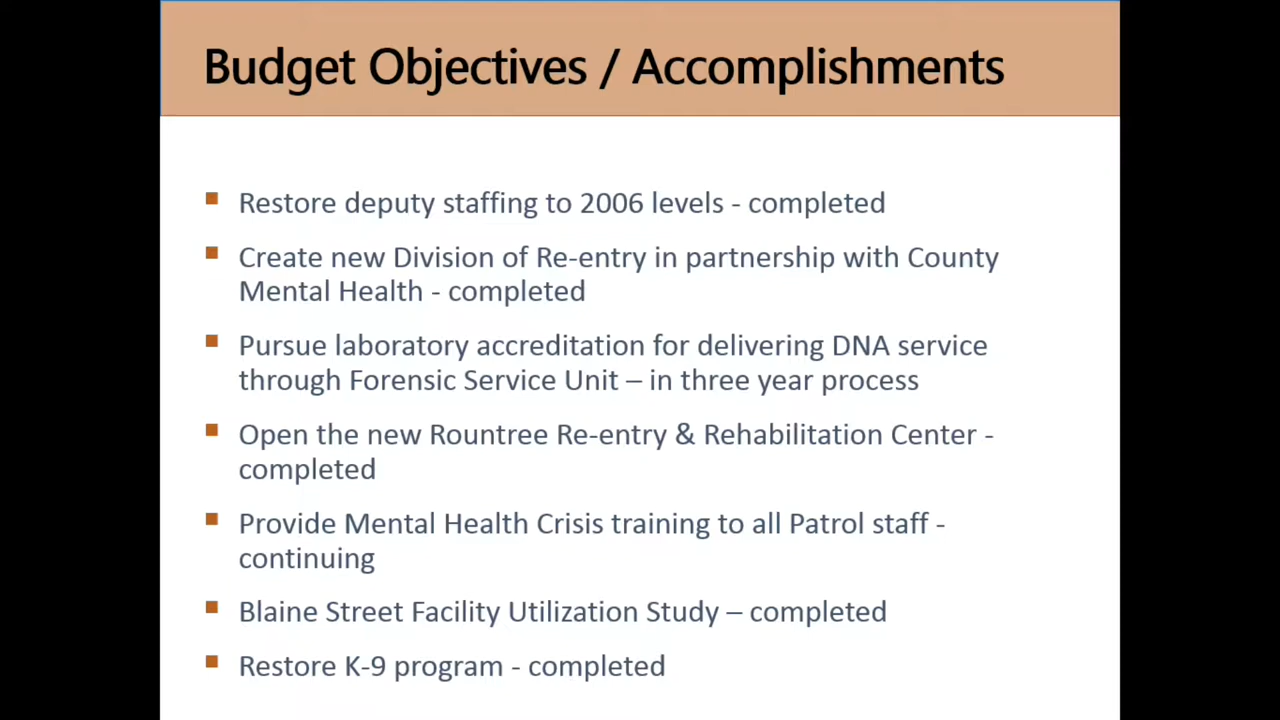 Budget Objectives / Accomplishments
Restore deputy staffing to 2006 levels - completed
Create new Division of Re-entry in partnership with County
Mental Health - completed
Pursue laboratory accreditation for delivering DNA service
through Forensic Service Unit – in three year process
Open the new Rountree Re-entry & Rehabilitation Center -
completed
Provide Mental Health Crisis training to all Patrol staff -
continuing
Blaine Street Facility Utilization Study – completed
Restore K-9 program - completed